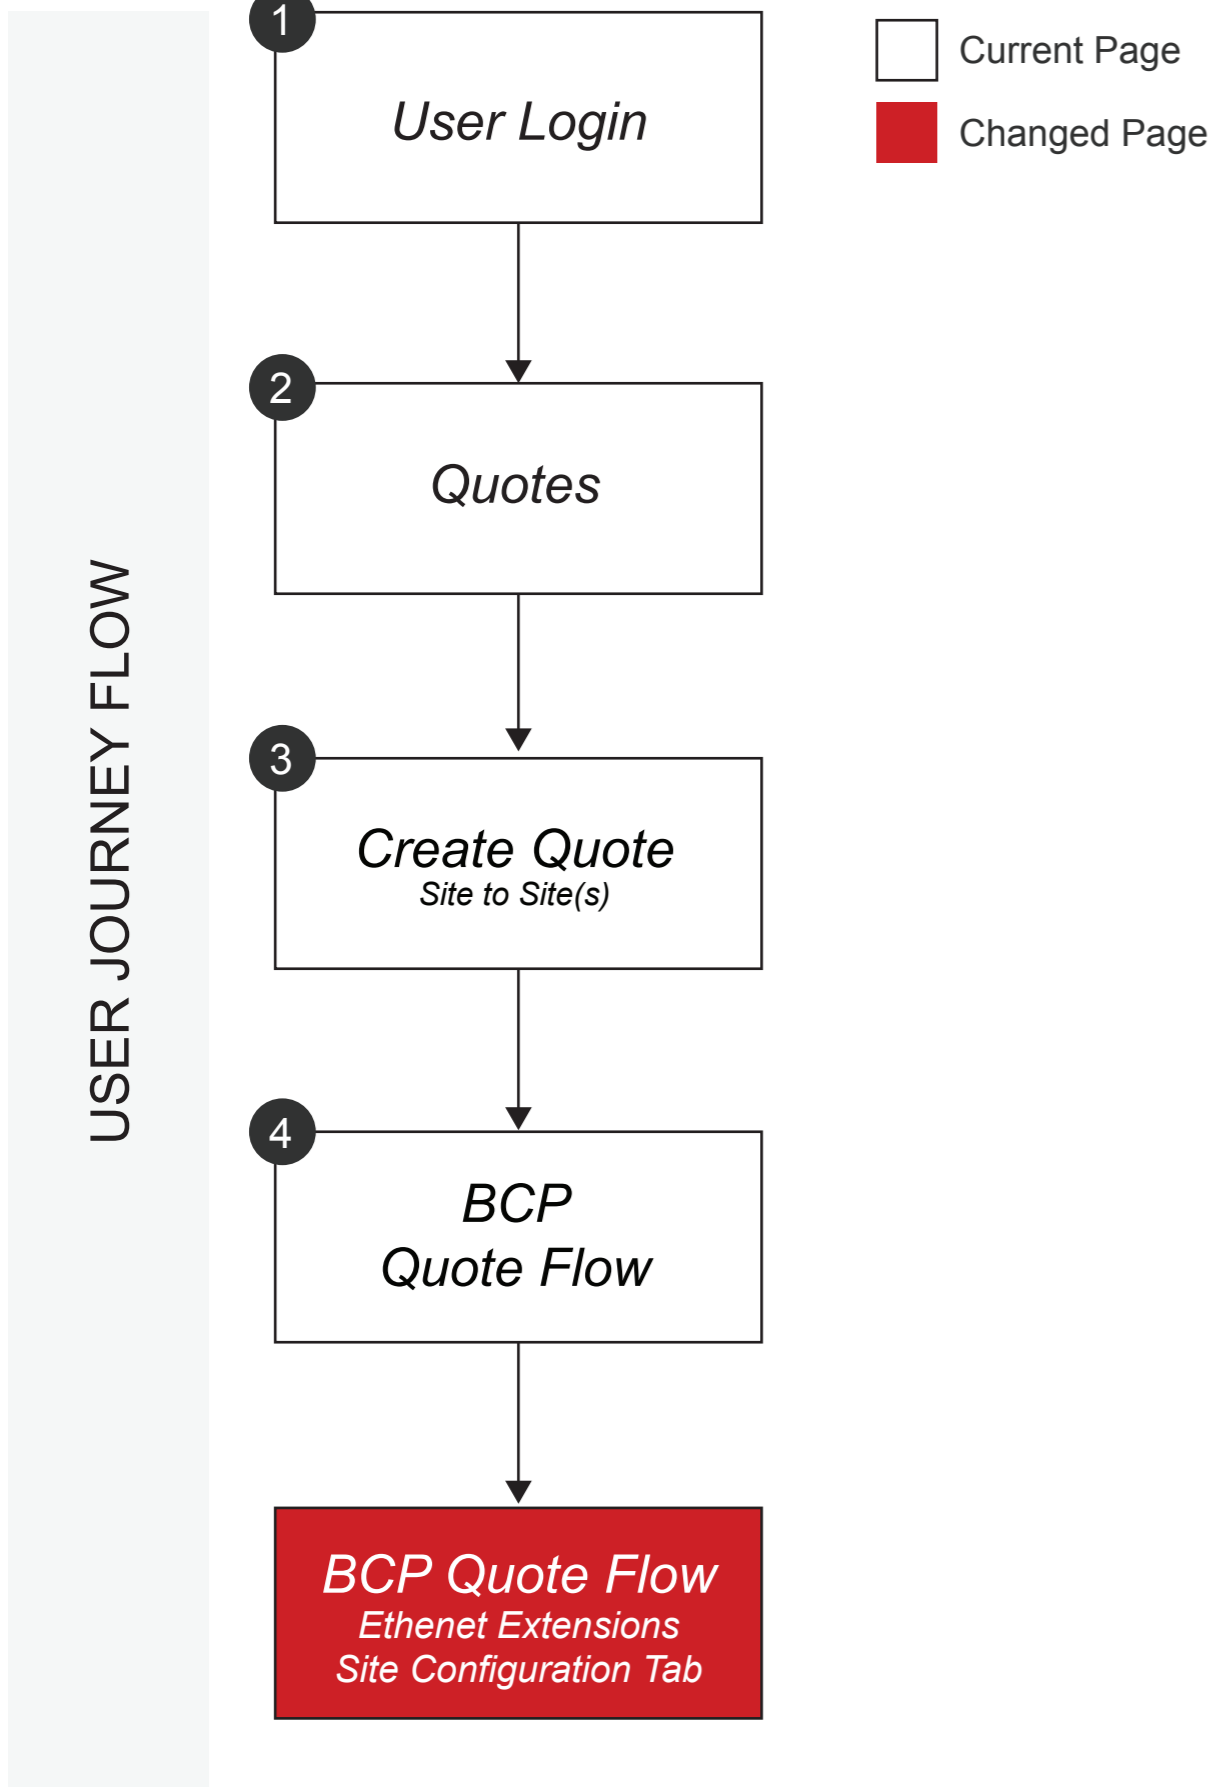 1
User Login
Current Page
Changed Page
2
Quotes
3
Create Quote
Site to Site(s)
4
BCP
Quote Flow
BCP Quote Flow
Ethenet Extensions
Site Configuration Tab
USER JOURNEY FLOW